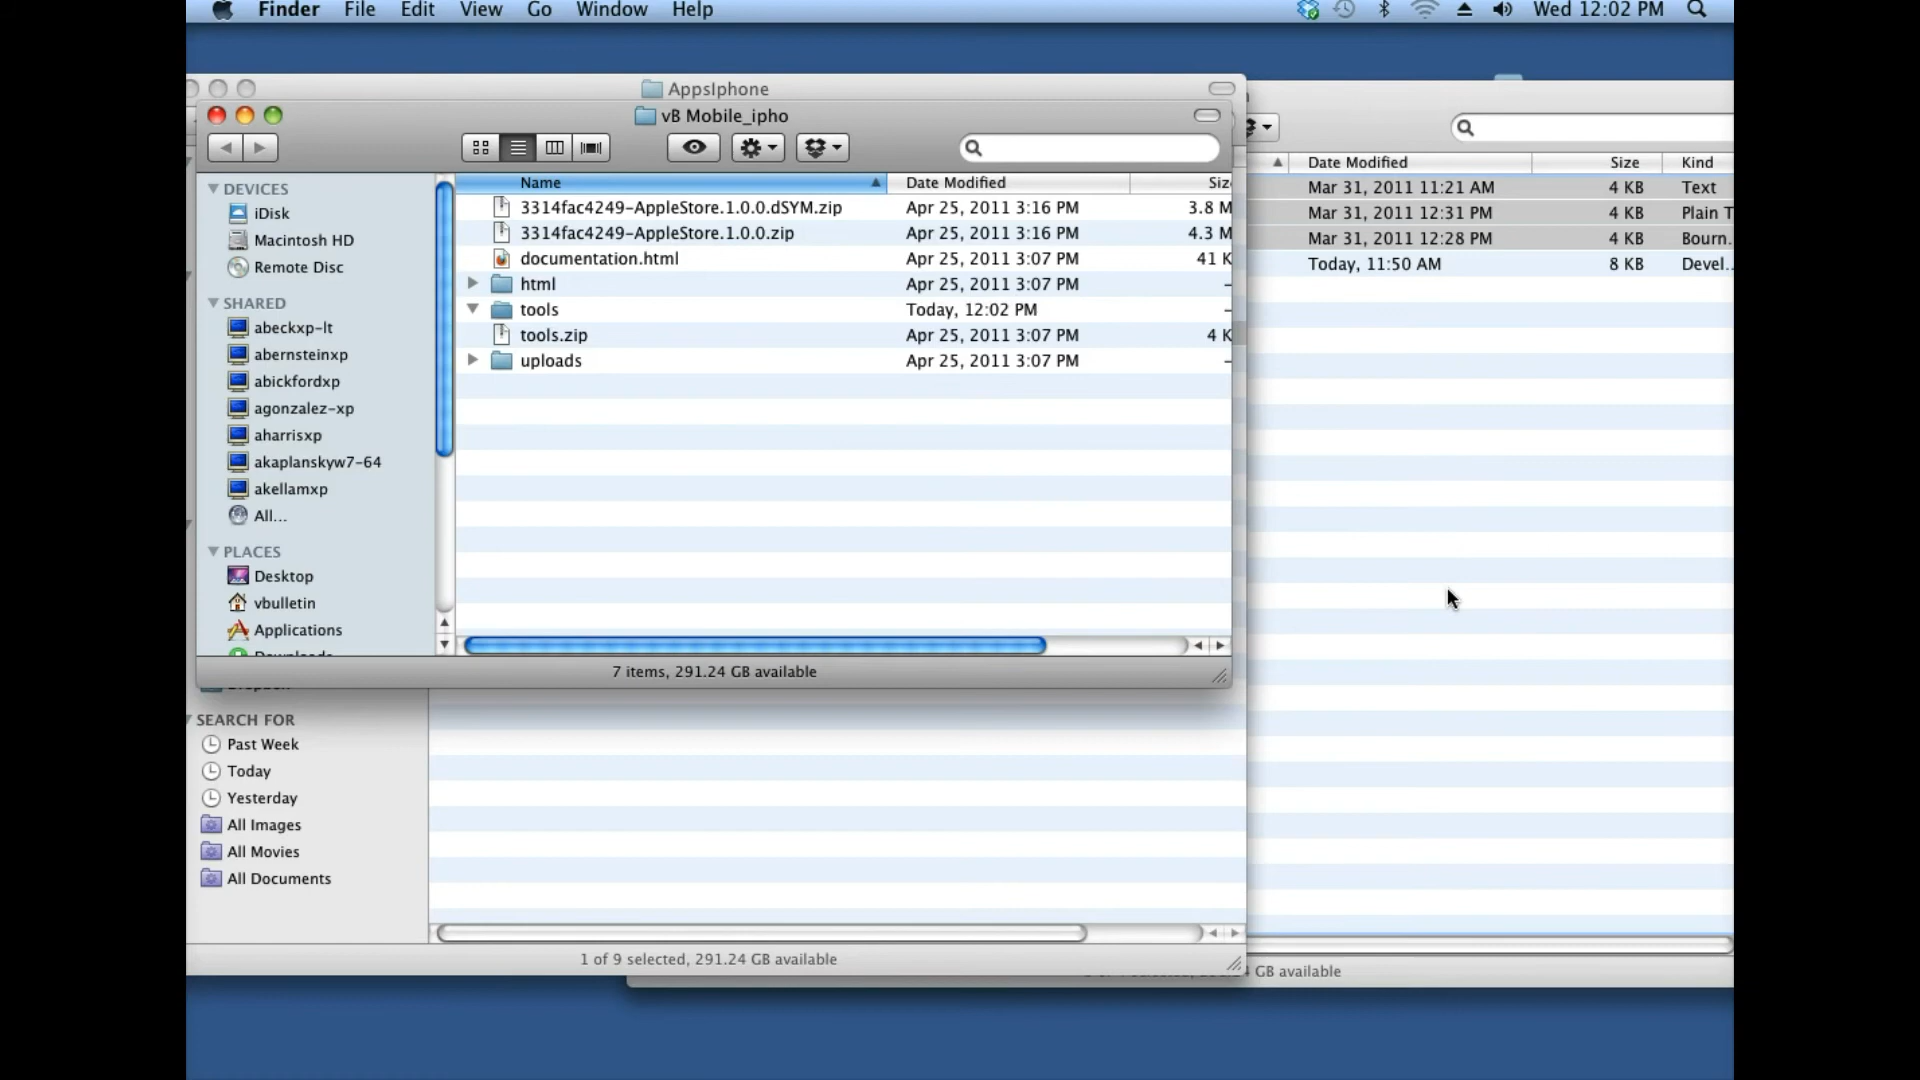 Finder File Edit View Go Window Help Wed 12:02 PM
AppsIphone
vB Mobile_ipho
Name Date Modified
DEVICES
iDisk
Macintosh HD
Remote Disc
SHARED
abeckxp-lt
abernsteinxp
abickfordxp
agonzalez-xp
aharrisxp
akaplanskyw7-64
akellamxp
All...
PLACES
Desktop
vbulletin
Applications
3314fac4249-AppleStore.1.0.0.dSYM.zip Apr 25, 2011 3:16 PM 3.8 M
3314fac4249-AppleStore.1.0.0.zip Apr 25, 2011 3:16 PM 4.3 M
documentation.html Apr 25, 2011 3:07 PM 41 K
html Apr 25, 2011 3:07 PM –
tools Today, 12:02 PM –
tools.zip Apr 25, 2011 3:07 PM 4 K
uploads Apr 25, 2011 3:07 PM –
7 items, 291.24 GB available
Date Modified Size Kind
Mar 31, 2011 11:21 AM 4 KB Text
Mar 31, 2011 12:31 PM 4 KB Plain T
Mar 31, 2011 12:28 PM 4 KB Bourn.
Today, 11:50 AM 8 KB Devel..
SEARCH FOR
Past Week
Today
Yesterday
All Images
All Movies
All Documents
1 of 9 selected, 291.24 GB available
GB available